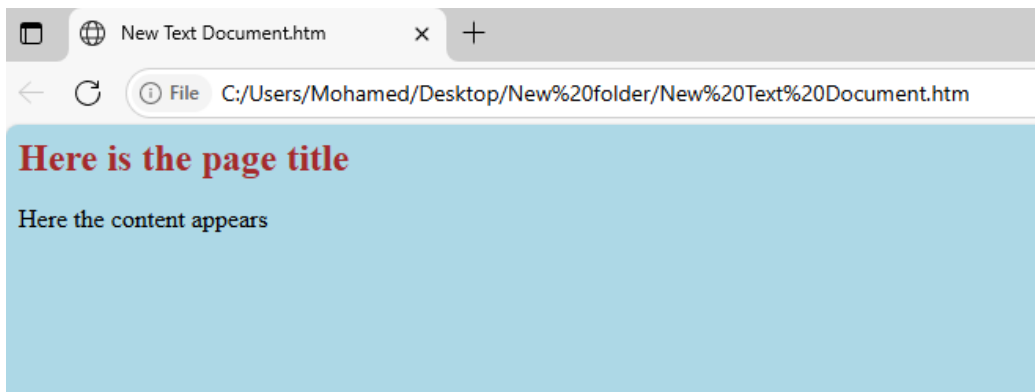 New Text Document.htm
File C:/Users/Mohamed/Desktop/New%20folder/New%20Text%20Document.htm
Here is the page title
Here the content appears